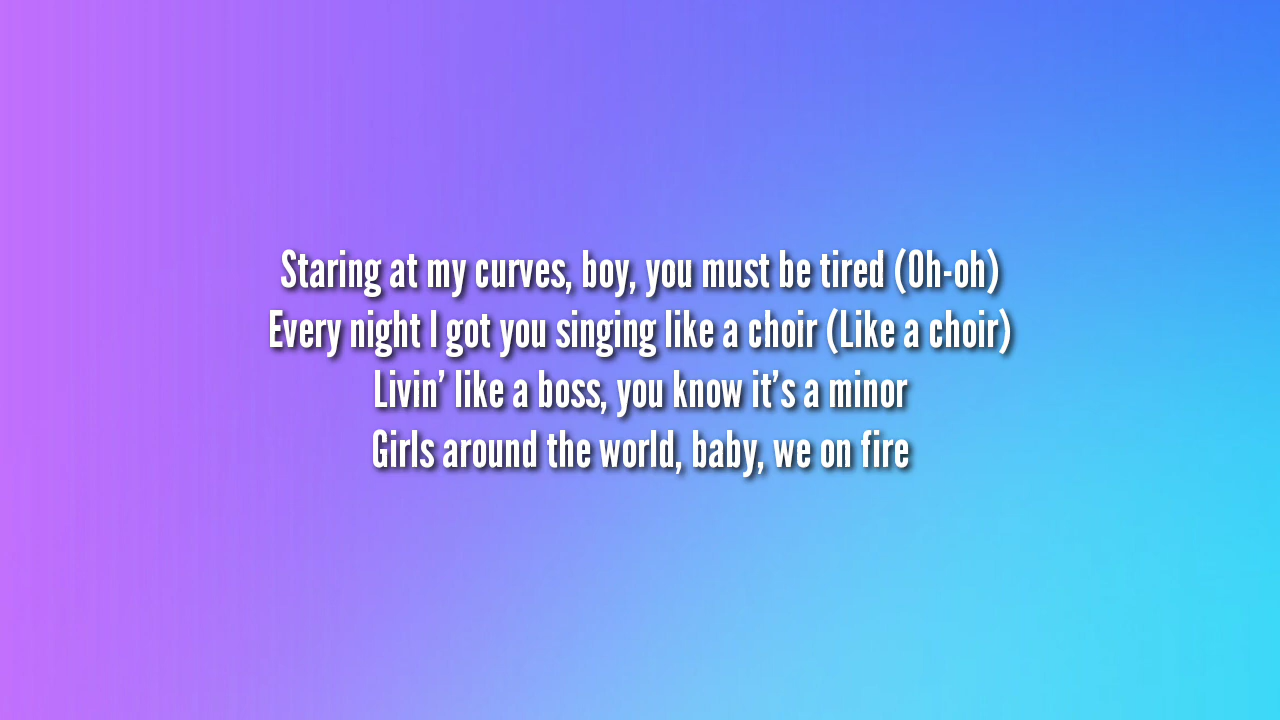 Staring at my curves, boy, you must be tired (Oh-oh)
Every night I got you singing like a choir (Like a choir)
Livin’ like a boss, you know it’s a minor
Girls around the world, baby, we on fire